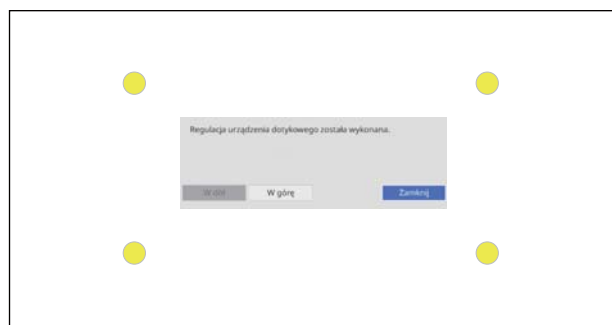 Regulacja urządzenia dotykowego została wykonana.
W dół W górę Zamknij